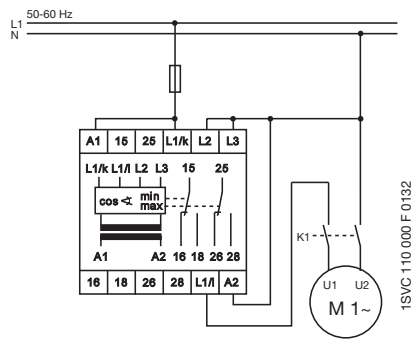 50-60 Hz
L1
N
A1 15 25 L1/k L2 L3
L1/k L1/l L2 L3 15 25
cos ∢ min
max
A1 A2 16 18 26 28
16 18 26 28 L1/l A2
K1
U1 U2
M 1~
1SVC 110 000 F 0132